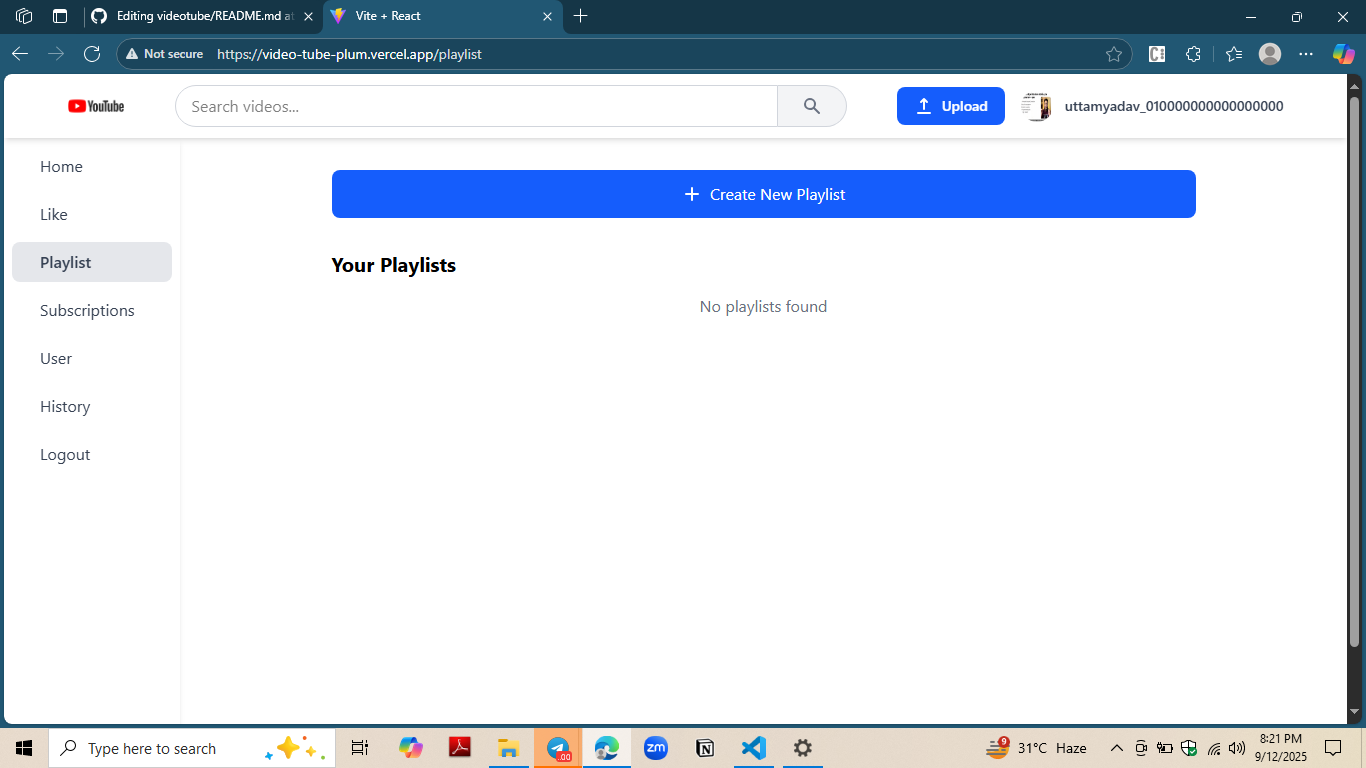 Editing videotube/README.md at
Vite + React
Not secure
https://video-tube-plum.vercel.app/playlist
YouTube
Search videos...
Upload
uttamyadav_010000000000000000
Home
Like
Playlist
Subscriptions
User
History
Logout
Create New Playlist
Your Playlists
No playlists found
Type here to search
.00
zm
9
31°C Haze
8:21 PM
9/12/2025